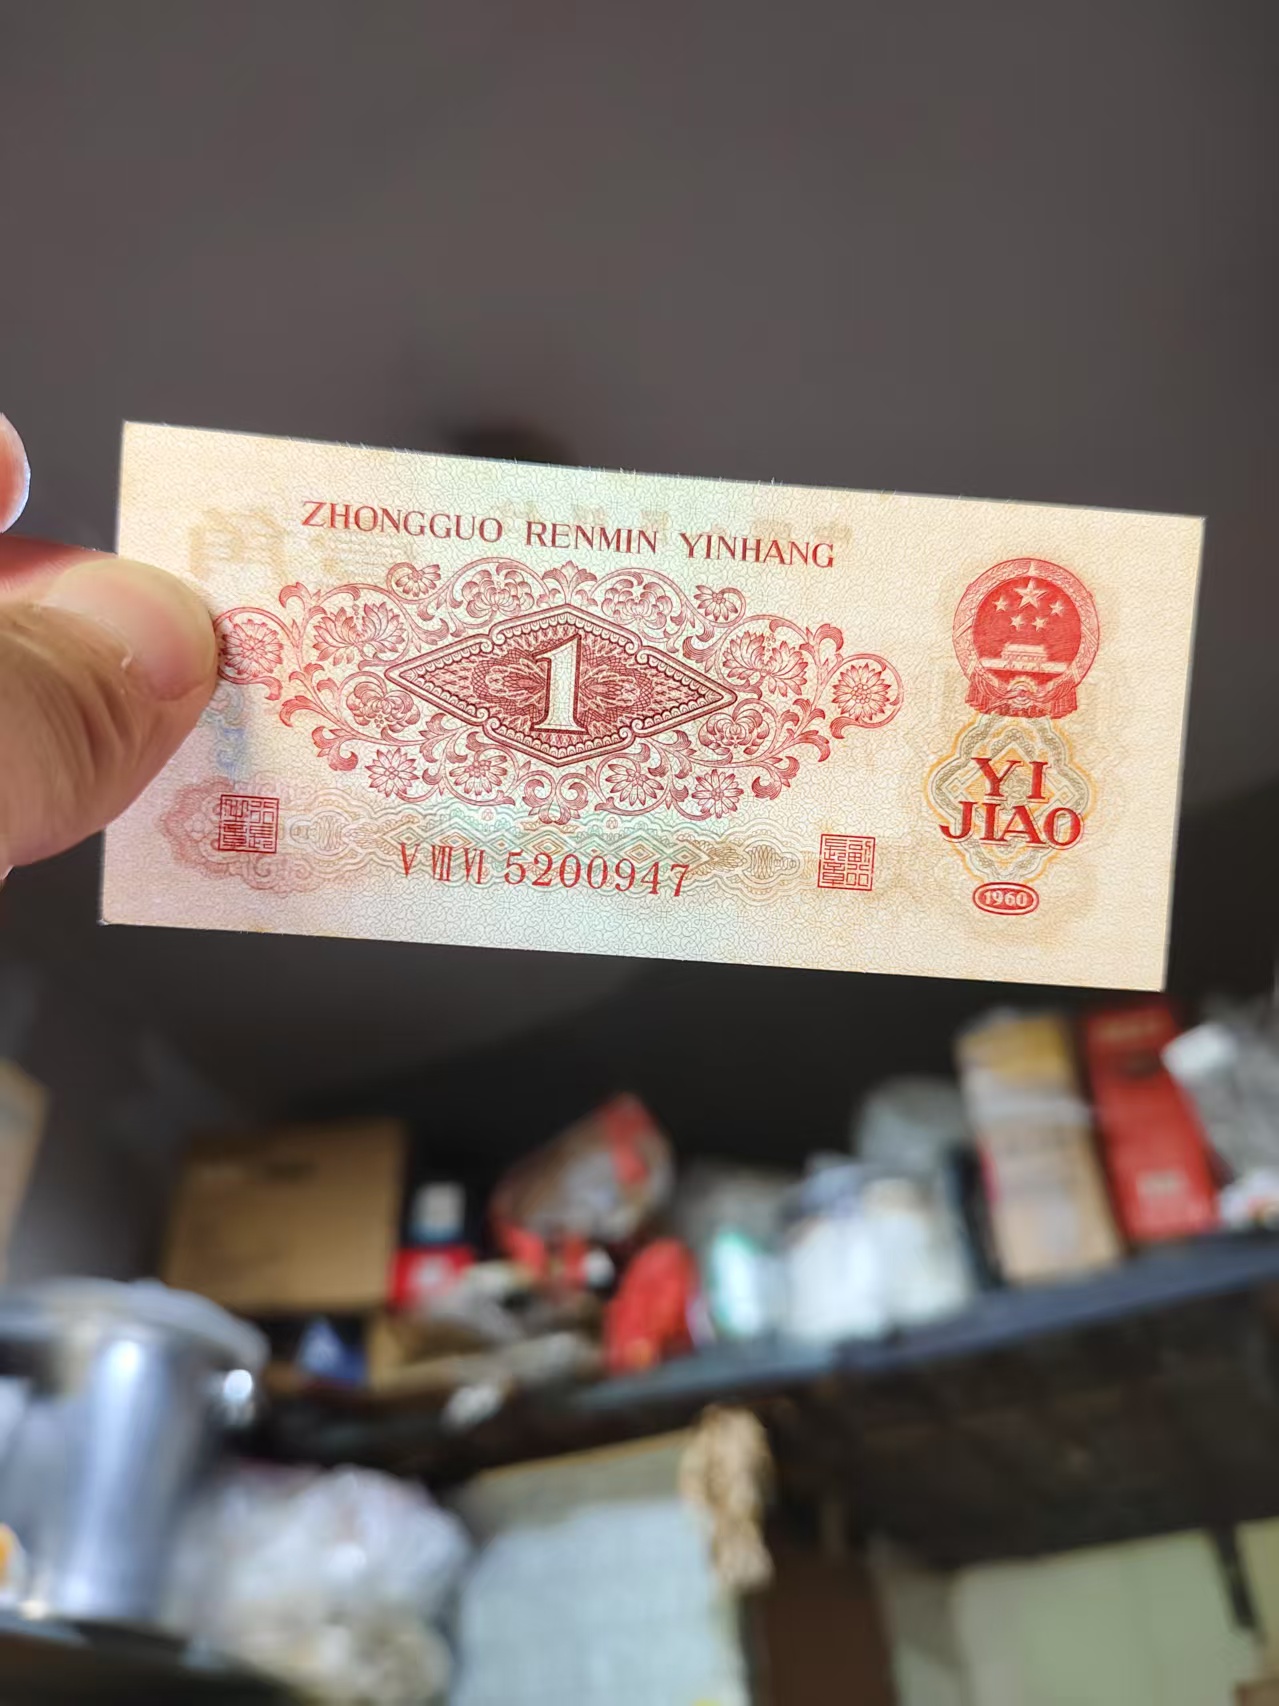 ZHONGGUO RENMIN YINHANG
1
YI
JIAO
V VII VI 5200947
1960